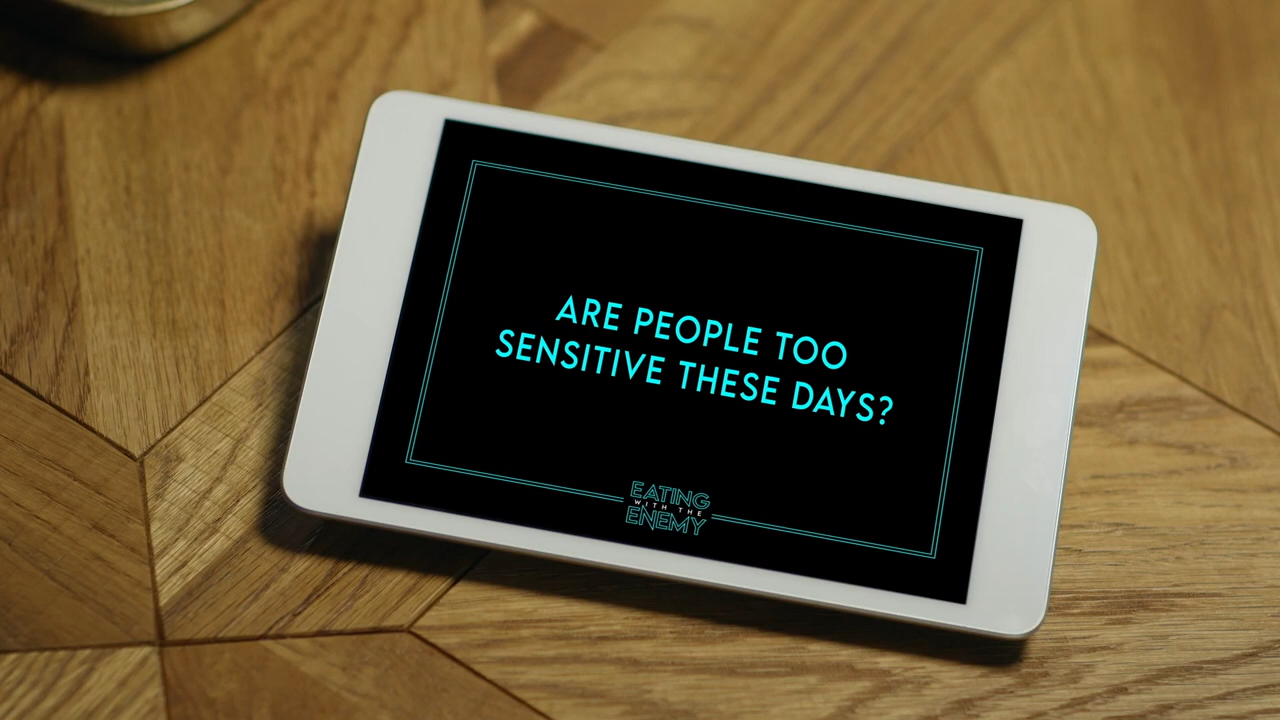 ARE PEOPLE TOO
SENSITIVE THESE DAYS?
EATING
WITH THE
ENEMY